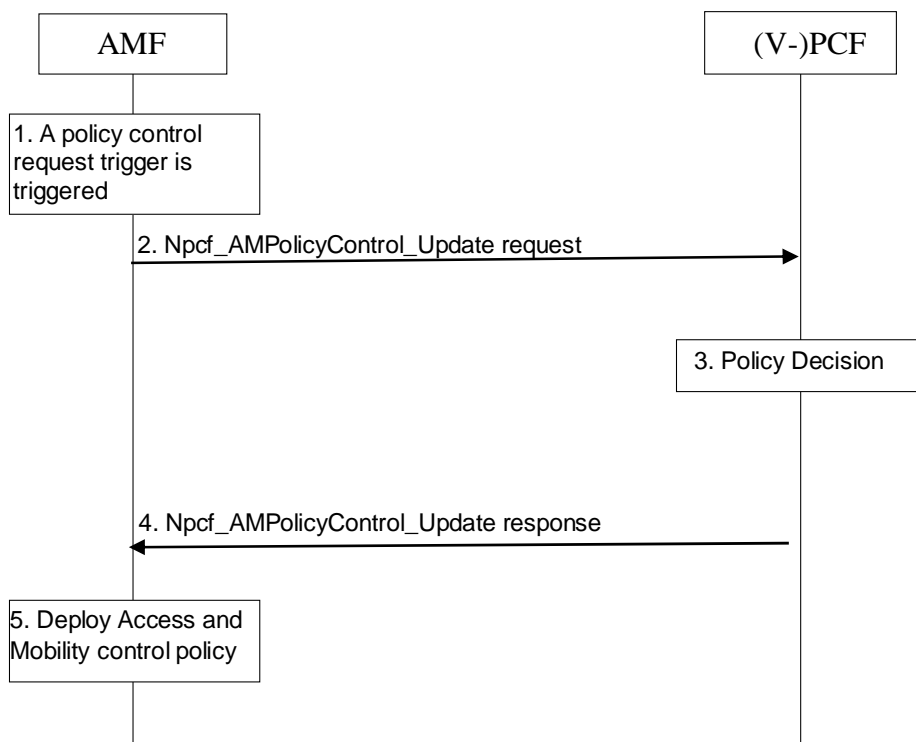 AMF
(V-)PCF
1. A policy control
request trigger is
triggered
2. Npcf_AMPolicyControl_Update request
3. Policy Decision
4. Npcf_AMPolicyControl_Update response
5. Deploy Access and
Mobility control policy